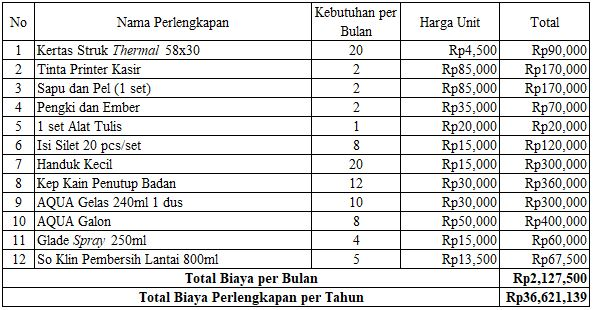 No Nama Perlengkapan Kebutuhan per Bulan Harga Unit Total
1 Kertas Struk Thermal 58x30 20 Rp4,500 Rp90,000
2 Tinta Printer Kasir 2 Rp85,000 Rp170,000
3 Sapu dan Pel (1 set) 2 Rp85,000 Rp170,000
4 Pengki dan Ember 2 Rp35,000 Rp70,000
5 1 set Alat Tulis 1 Rp20,000 Rp20,000
6 Isi Silet 20 pcs/set 8 Rp15,000 Rp120,000
7 Handuk Kecil 20 Rp15,000 Rp300,000
8 Kep Kain Penutup Badan 12 Rp30,000 Rp360,000
9 AQUA Gelas 240ml 1 dus 10 Rp30,000 Rp300,000
10 AQUA Galon 8 Rp50,000 Rp400,000
11 Glade Spray 250ml 4 Rp15,000 Rp60,000
12 So Klin Pembersih Lantai 800ml 5 Rp13,500 Rp67,500
Total Biaya per Bulan Rp2,127,500
Total Biaya Perlengkapan per Tahun Rp36,621,139